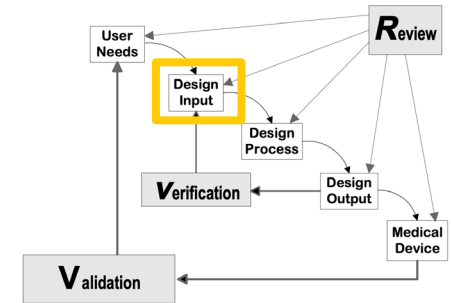 Review
User
Needs
Design
Input
Design
Process
Verification
Design
Output
Medical
Device
Validation